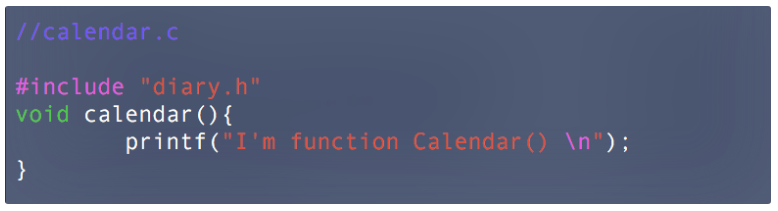 //calendar.c
#include "diary.h"
void calendar(){
        printf("I'm function Calendar() \n");
}